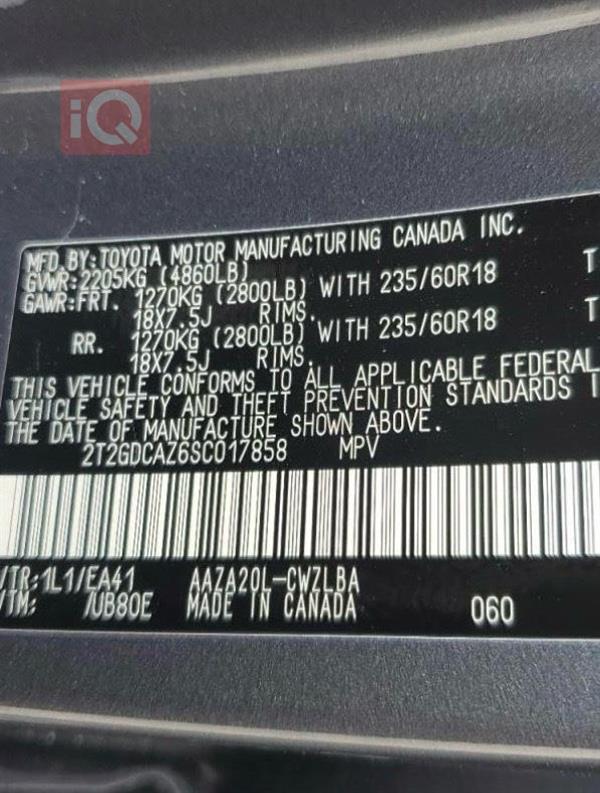 iQ
MFD.BY:TOYOTA MOTOR MANUFACTURING CANADA INC.
GVWR:2205KG (4860LB)
GAWR:FRT. 1270KG (2800LB) WITH 235/60R18 T
18X7.5J RIMS.
RR. 1270KG (2800LB) WITH 235/60R18 T
18X7.5J RIMS.
THIS VEHICLE CONFORMS TO ALL APPLICABLE FEDERAL
VEHICLE SAFETY AND THEFT PREVENTION STANDARDS I
THE DATE OF MANUFACTURE SHOWN ABOVE.
2T2GDCAZ6SC017858 MPV
/TR:1L1/EA41 AAZA20L-CWZLBA
/TM: /UB80E MADE IN CANADA 060